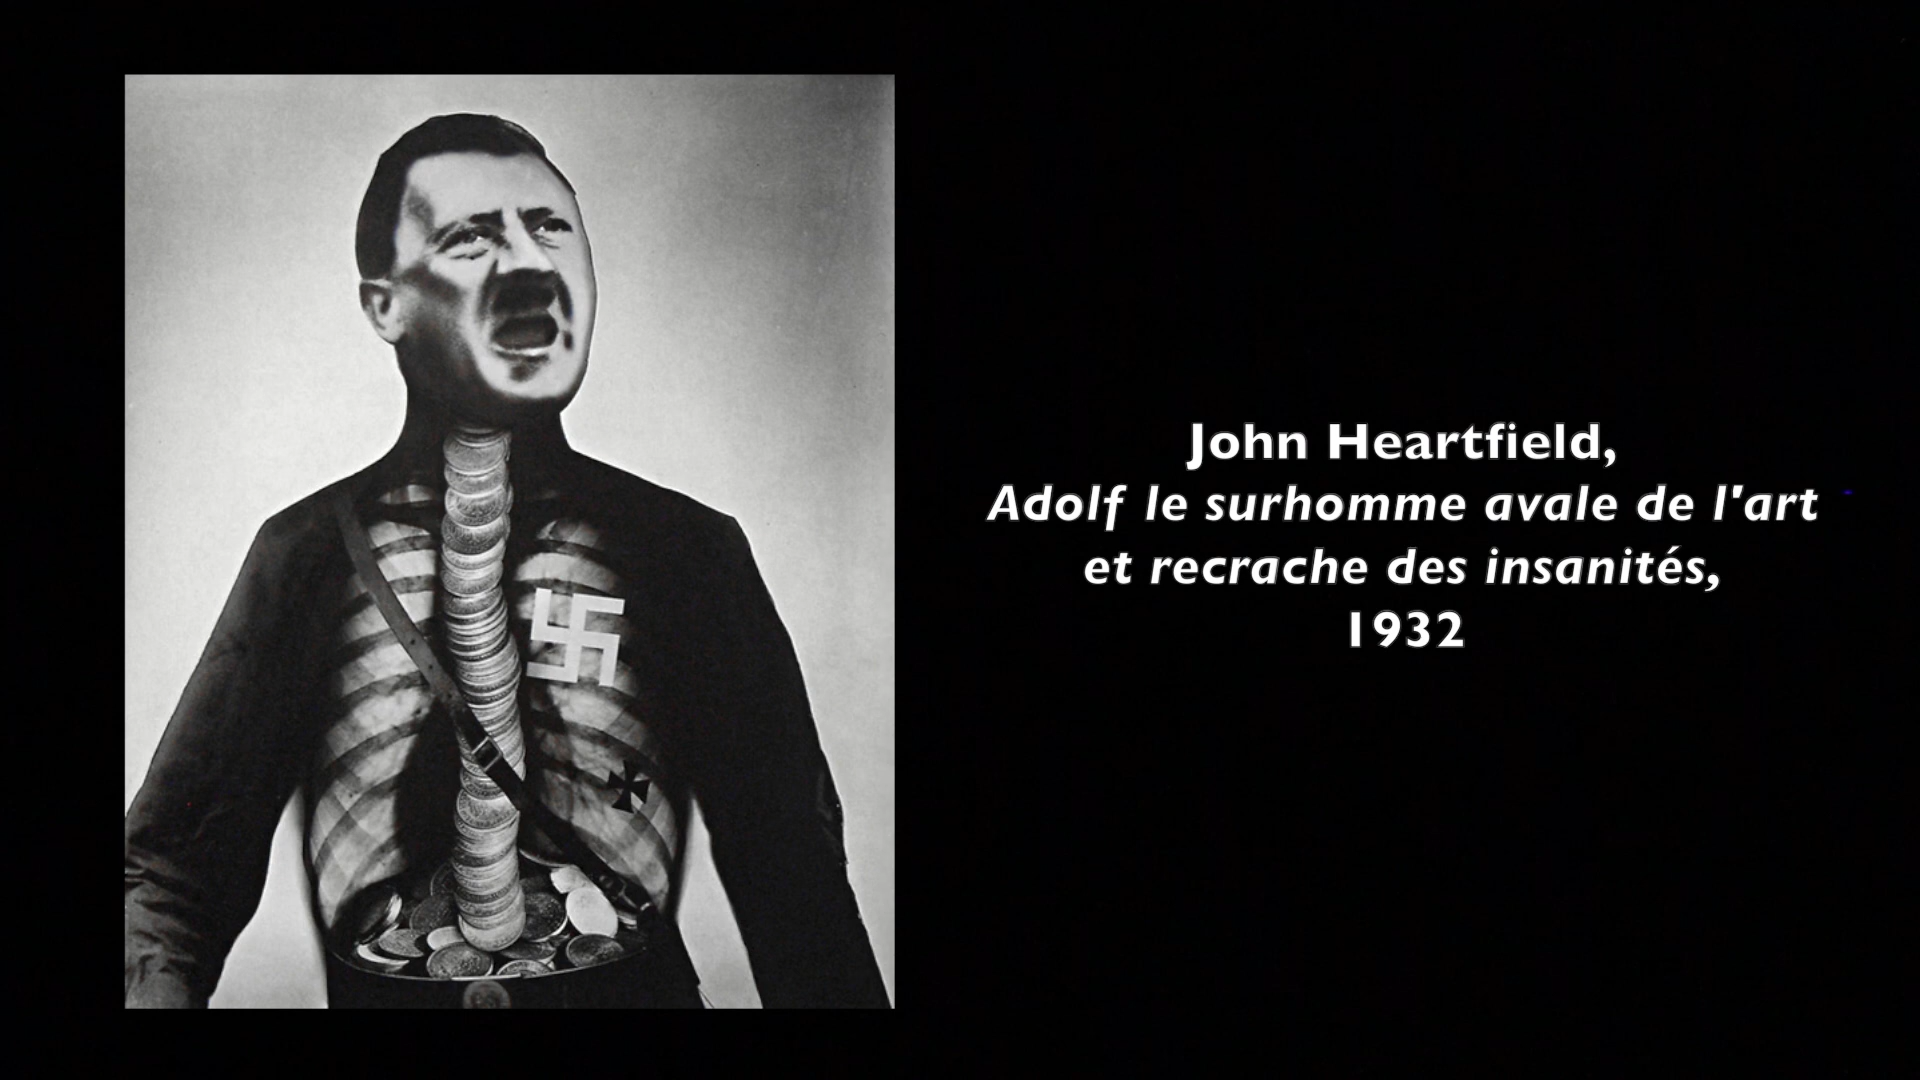 John Heartfield,
Adolf le surhomme avale de l'art
et recrache des insanités,
1932